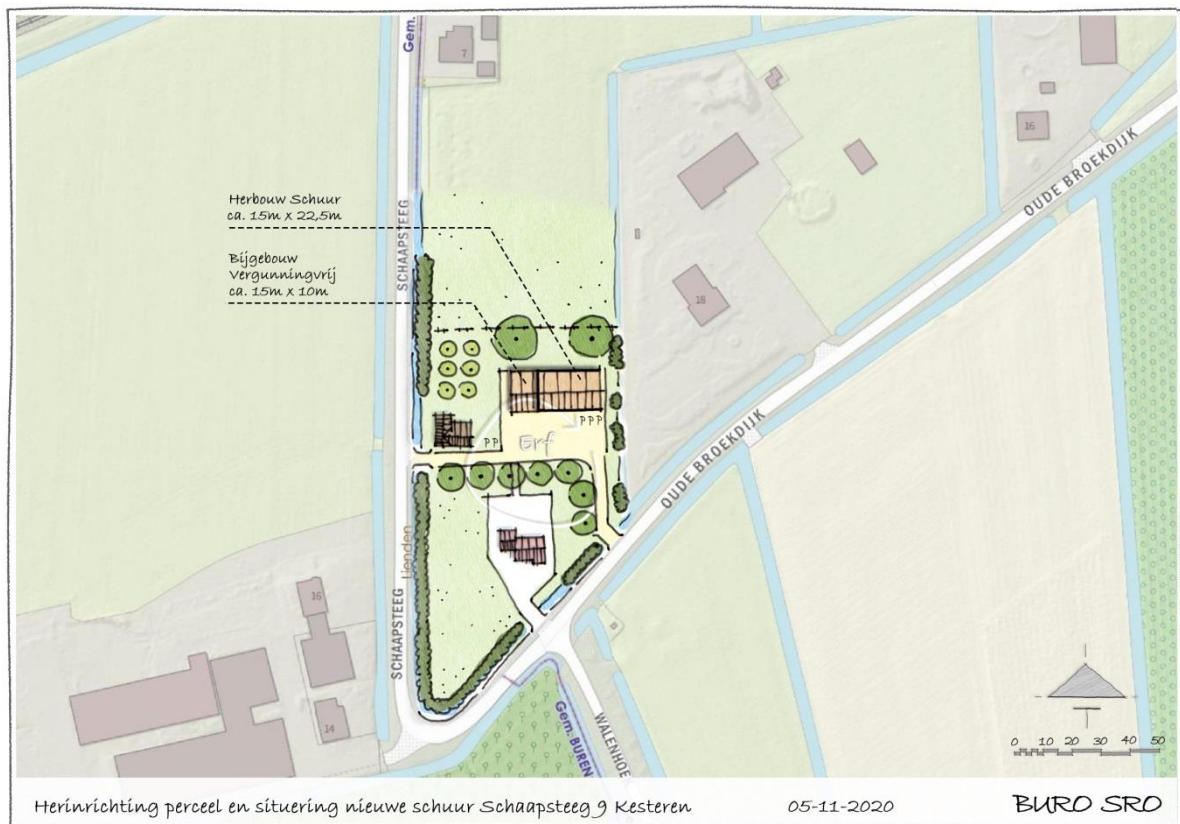 Gem.
7
16
OUDE BROEKDIJK
Herbouw Schuur
ca. 15m x 22,5m
SCHAAPSTEEG
Bijgebouw
Vergunningvrij
ca. 15m x 10m
18
PPP
PP
Erf
OUDE BROEKDIJK
Lienden
SCHAAPSTEEG
16
14
Gem. BUREN
WALENHOE
0 10 20 30 40 50
Herinrichting perceel en situering nieuwe schuur Schaapsteeg 9 Kesteren
05-11-2020
BURO SRO